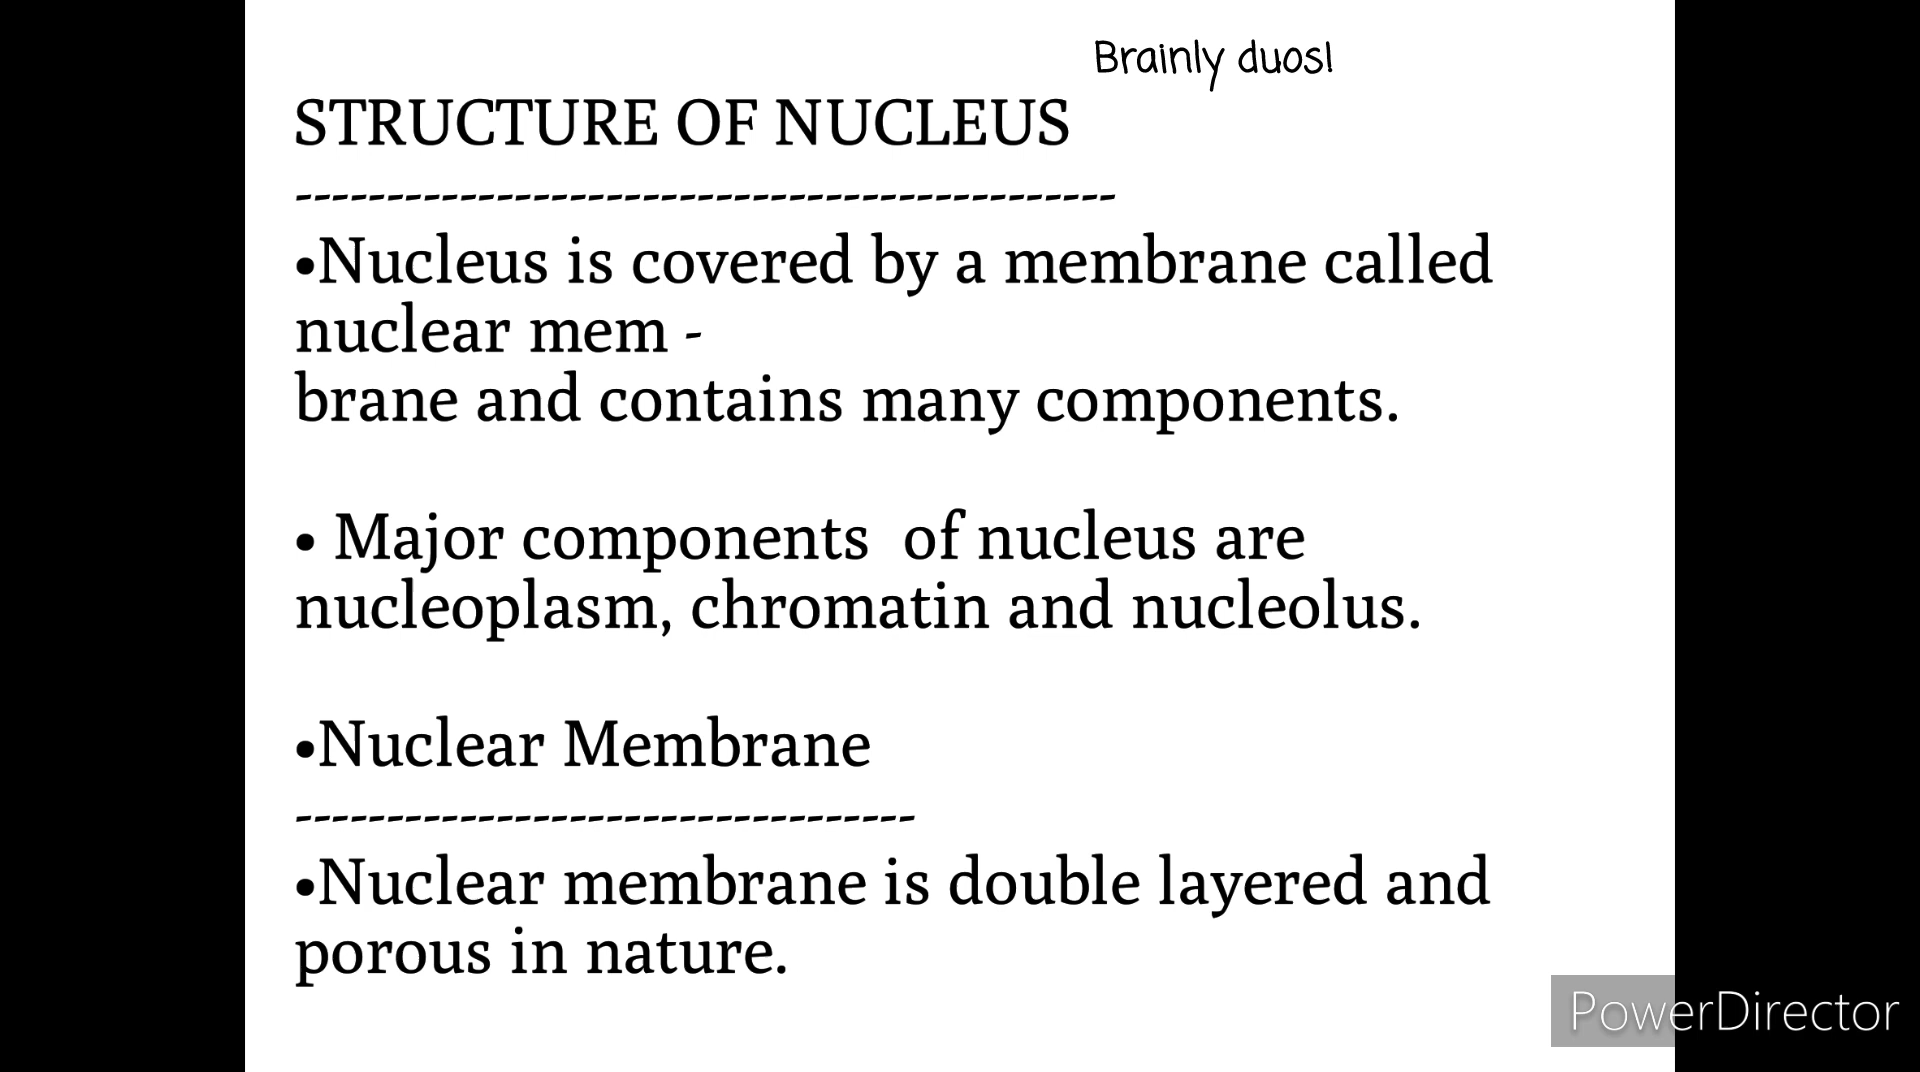 Brainly duos!
STRUCTURE OF NUCLEUS
---------------------------------------------
•Nucleus is covered by a membrane called
nuclear mem -
brane and contains many components.
• Major components  of nucleus are
nucleoplasm, chromatin and nucleolus.
•Nuclear Membrane
----------------------------------
•Nuclear membrane is double layered and
porous in nature.
PowerDirector